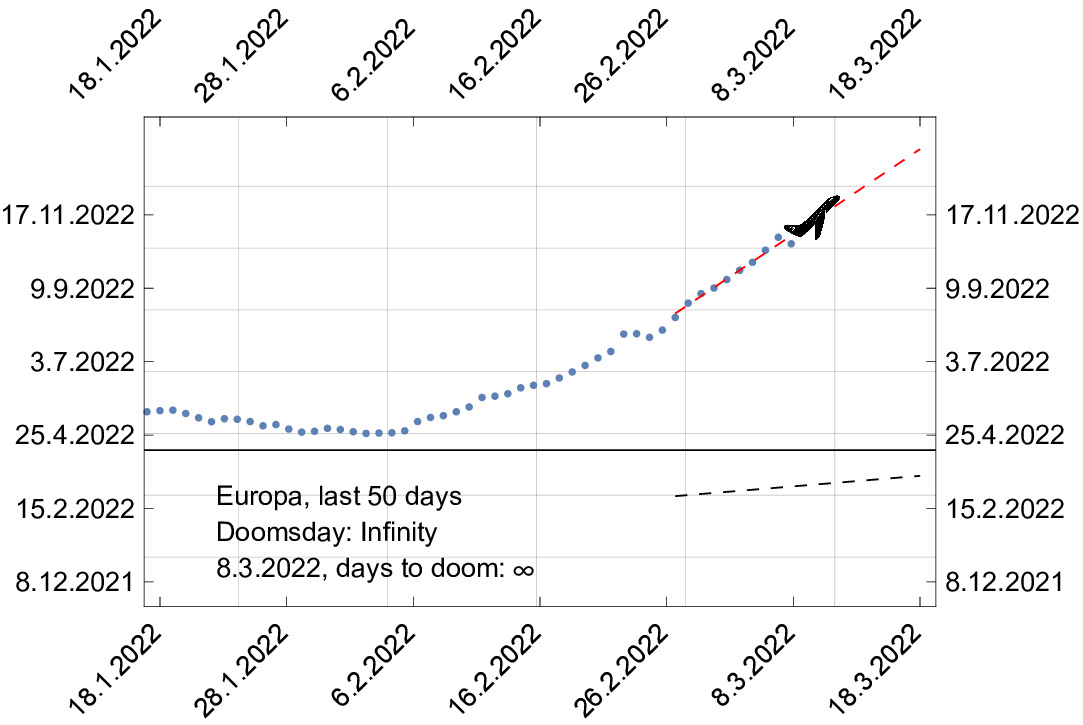 18.1.2022 28.1.2022 6.2.2022 16.2.2022 26.2.2022 8.3.2022 18.3.2022
17.11.2022 17.11.2022
9.9.2022 9.9.2022
3.7.2022 3.7.2022
25.4.2022 25.4.2022
Europa, last 50 days
15.2.2022 15.2.2022
Doomsday: Infinity
8.3.2022, days to doom: ∞
8.12.2021 8.12.2021
18.1.2022 28.1.2022 6.2.2022 16.2.2022 26.2.2022 8.3.2022 18.3.2022